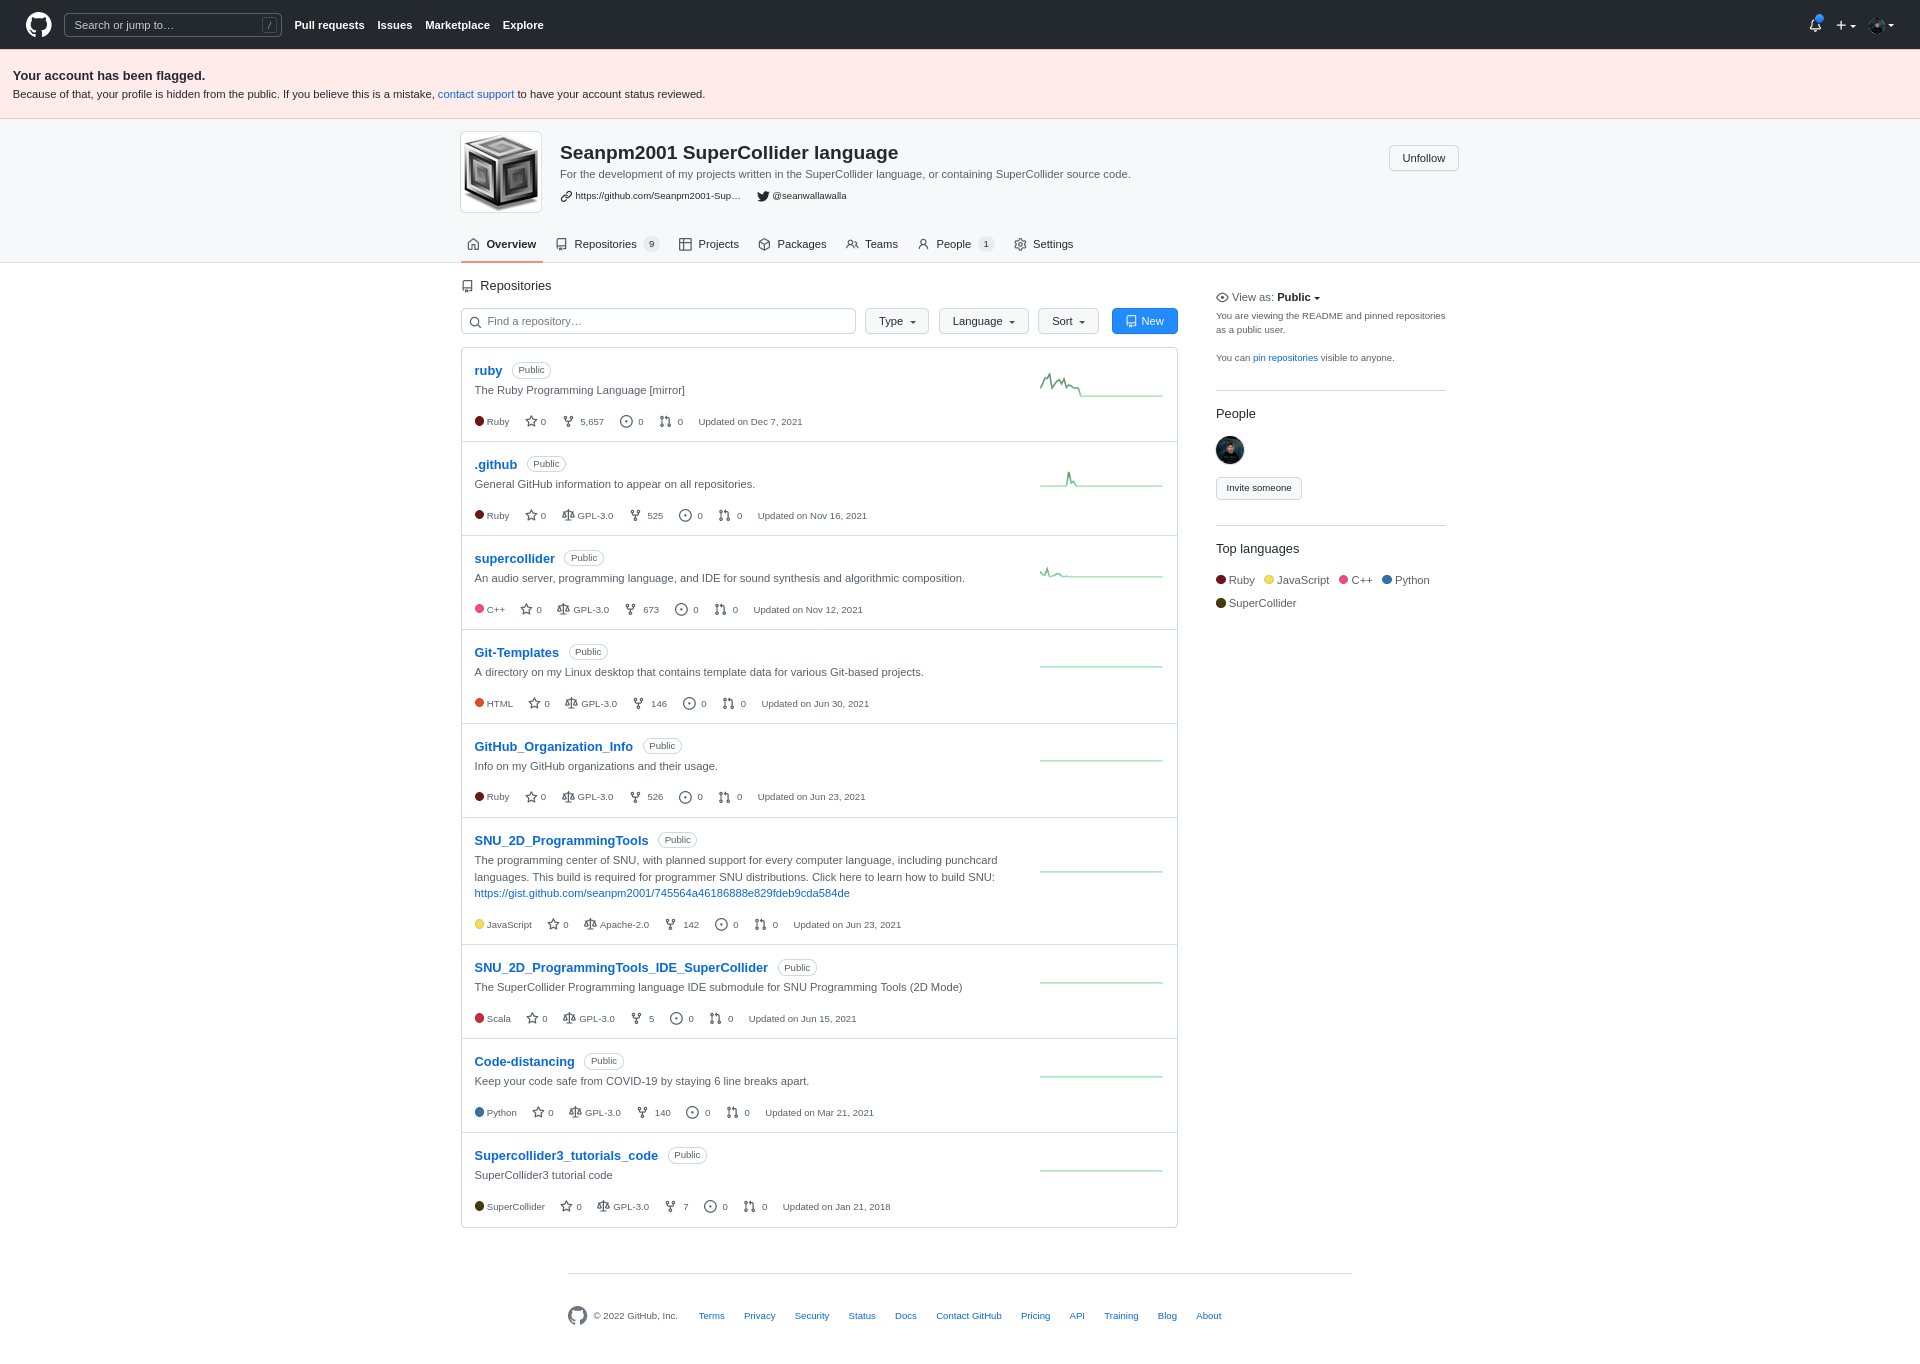 Search or jump to… /
Pull requests Issues Marketplace Explore
Your account has been flagged.
Because of that, your profile is hidden from the public. If you believe this is a mistake, contact support to have your account status reviewed.
Seanpm2001 SuperCollider language
For the development of my projects written in the SuperCollider language, or containing SuperCollider source code.
https://github.com/Seanpm2001-Sup… @seanwallawalla
Unfollow
Overview Repositories 9 Projects Packages Teams People 1 Settings
Repositories
Find a repository… Type Language Sort New
ruby Public
The Ruby Programming Language [mirror]
Ruby 0 5,657 0 0 Updated on Dec 7, 2021
.github Public
General GitHub information to appear on all repositories.
Ruby 0 GPL-3.0 525 0 0 Updated on Nov 16, 2021
supercollider Public
An audio server, programming language, and IDE for sound synthesis and algorithmic composition.
C++ 0 GPL-3.0 673 0 0 Updated on Nov 12, 2021
Git-Templates Public
A directory on my Linux desktop that contains template data for various Git-based projects.
HTML 0 GPL-3.0 146 0 0 Updated on Jun 30, 2021
GitHub_Organization_Info Public
Info on my GitHub organizations and their usage.
Ruby 0 GPL-3.0 526 0 0 Updated on Jun 23, 2021
SNU_2D_ProgrammingTools Public
The programming center of SNU, with planned support for every computer language, including punchcard
languages. This build is required for programmer SNU distributions. Click here to learn how to build SNU:
https://gist.github.com/seanpm2001/745564a46186888e829fdeb9cda584de
JavaScript 0 Apache-2.0 142 0 0 Updated on Jun 23, 2021
SNU_2D_ProgrammingTools_IDE_SuperCollider Public
The SuperCollider Programming language IDE submodule for SNU Programming Tools (2D Mode)
Scala 0 GPL-3.0 5 0 0 Updated on Jun 15, 2021
Code-distancing Public
Keep your code safe from COVID-19 by staying 6 line breaks apart.
Python 0 GPL-3.0 140 0 0 Updated on Mar 21, 2021
Supercollider3_tutorials_code Public
SuperCollider3 tutorial code
SuperCollider 0 GPL-3.0 7 0 0 Updated on Jan 21, 2018
View as: Public
You are viewing the README and pinned repositories
as a public user.
You can pin repositories visible to anyone.
People
Invite someone
Top languages
Ruby JavaScript C++ Python
SuperCollider
© 2022 GitHub, Inc. Terms Privacy Security Status Docs Contact GitHub Pricing API Training Blog About